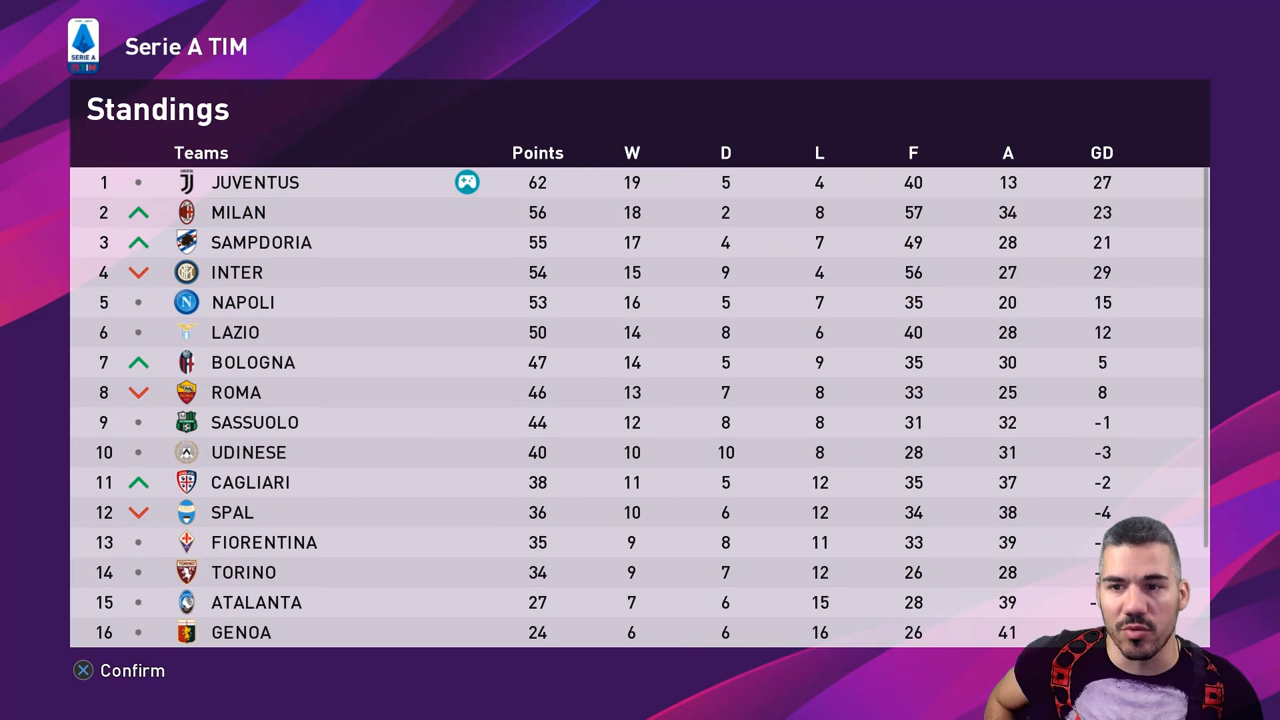 Serie A TIM
Standings
Teams Points W D L F A GD
1 JUVENTUS 62 19 5 4 40 13 27
2 MILAN 56 18 2 8 57 34 23
3 SAMPDORIA 55 17 4 7 49 28 21
4 INTER 54 15 9 4 56 27 29
5 NAPOLI 53 16 5 7 35 20 15
6 LAZIO 50 14 8 6 40 28 12
7 BOLOGNA 47 14 5 9 35 30 5
8 ROMA 46 13 7 8 33 25 8
9 SASSUOLO 44 12 8 8 31 32 -1
10 UDINESE 40 10 10 8 28 31 -3
11 CAGLIARI 38 11 5 12 35 37 -2
12 SPAL 36 10 6 12 34 38 -4
13 FIORENTINA 35 9 8 11 33 39
14 TORINO 34 9 7 12 26 28
15 ATALANTA 27 7 6 15 28 39
16 GENOA 24 6 6 16 26 41
Confirm